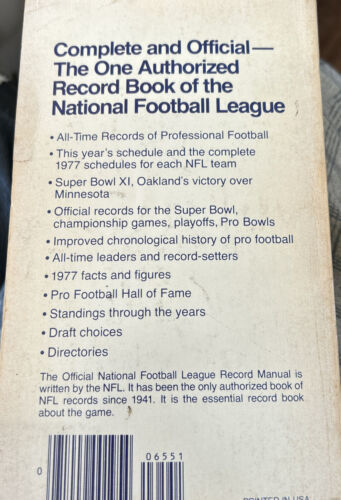 Complete and Official—
The One Authorized
Record Book of the
National Football League
• All-Time Records of Professional Football
• This year's schedule and the complete
1977 schedules for each NFL team
• Super Bowl XI, Oakland's victory over
Minnesota
• Official records for the Super Bowl,
championship games, playoffs, Pro Bowls
• Improved chronological history of pro football
• All-time leaders and record-setters
• 1977 facts and figures
• Pro Football Hall of Fame
• Standings through the years
• Draft choices
• Directories
The Official National Football League Record Manual is
written by the NFL. It has been the only authorized book of
NFL records since 1941. It is the essential record book
about the game.
06551
0
PRINTED IN USA